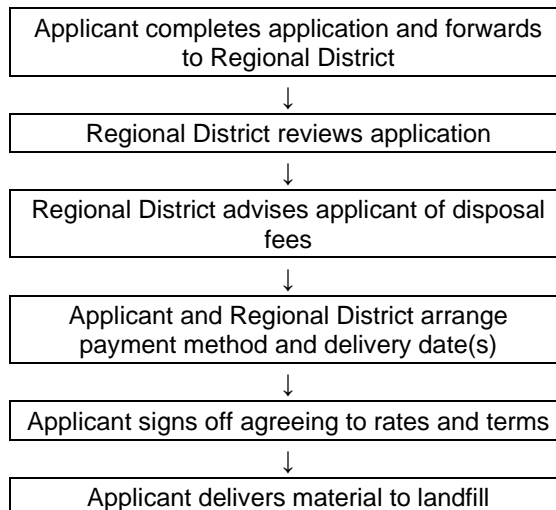 Applicant completes application and forwards
to Regional District
↓
Regional District reviews application
↓
Regional District advises applicant of disposal
fees
↓
Applicant and Regional District arrange
payment method and delivery date(s)
↓
Applicant signs off agreeing to rates and terms
↓
Applicant delivers material to landfill